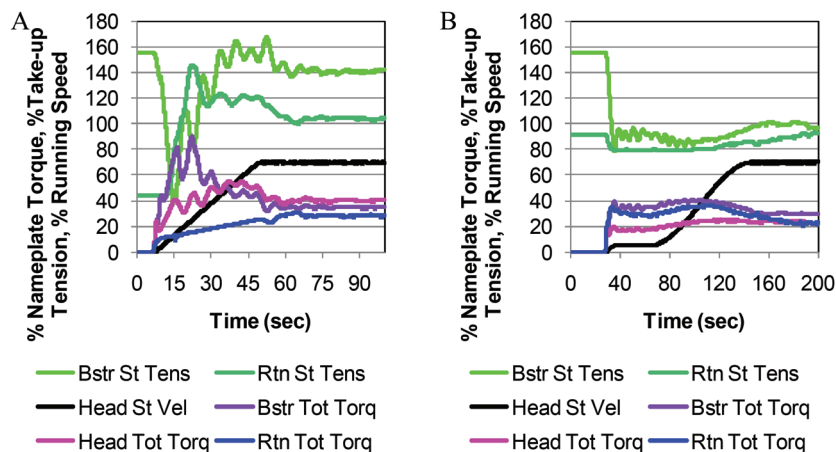 A
% Nameplate Torque, %Take-up
Tension, % Running Speed
180
160
140
120
100
80
60
40
20
0
0 15 30 45 60 75 90
Time (sec)
Bstr St Tens
Rtn St Tens
Head St Vel
Bstr Tot Torq
Head Tot Torq
Rtn Tot Torq
B
% Nameplate Torque, %Take-up
Tension, % Running Speed
180
160
140
120
100
80
60
40
20
0
0 40 80 120 160 200
Time (sec)
Bstr St Tens
Rtn St Tens
Head St Vel
Bstr Tot Torq
Head Tot Torq
Rtn Tot Torq